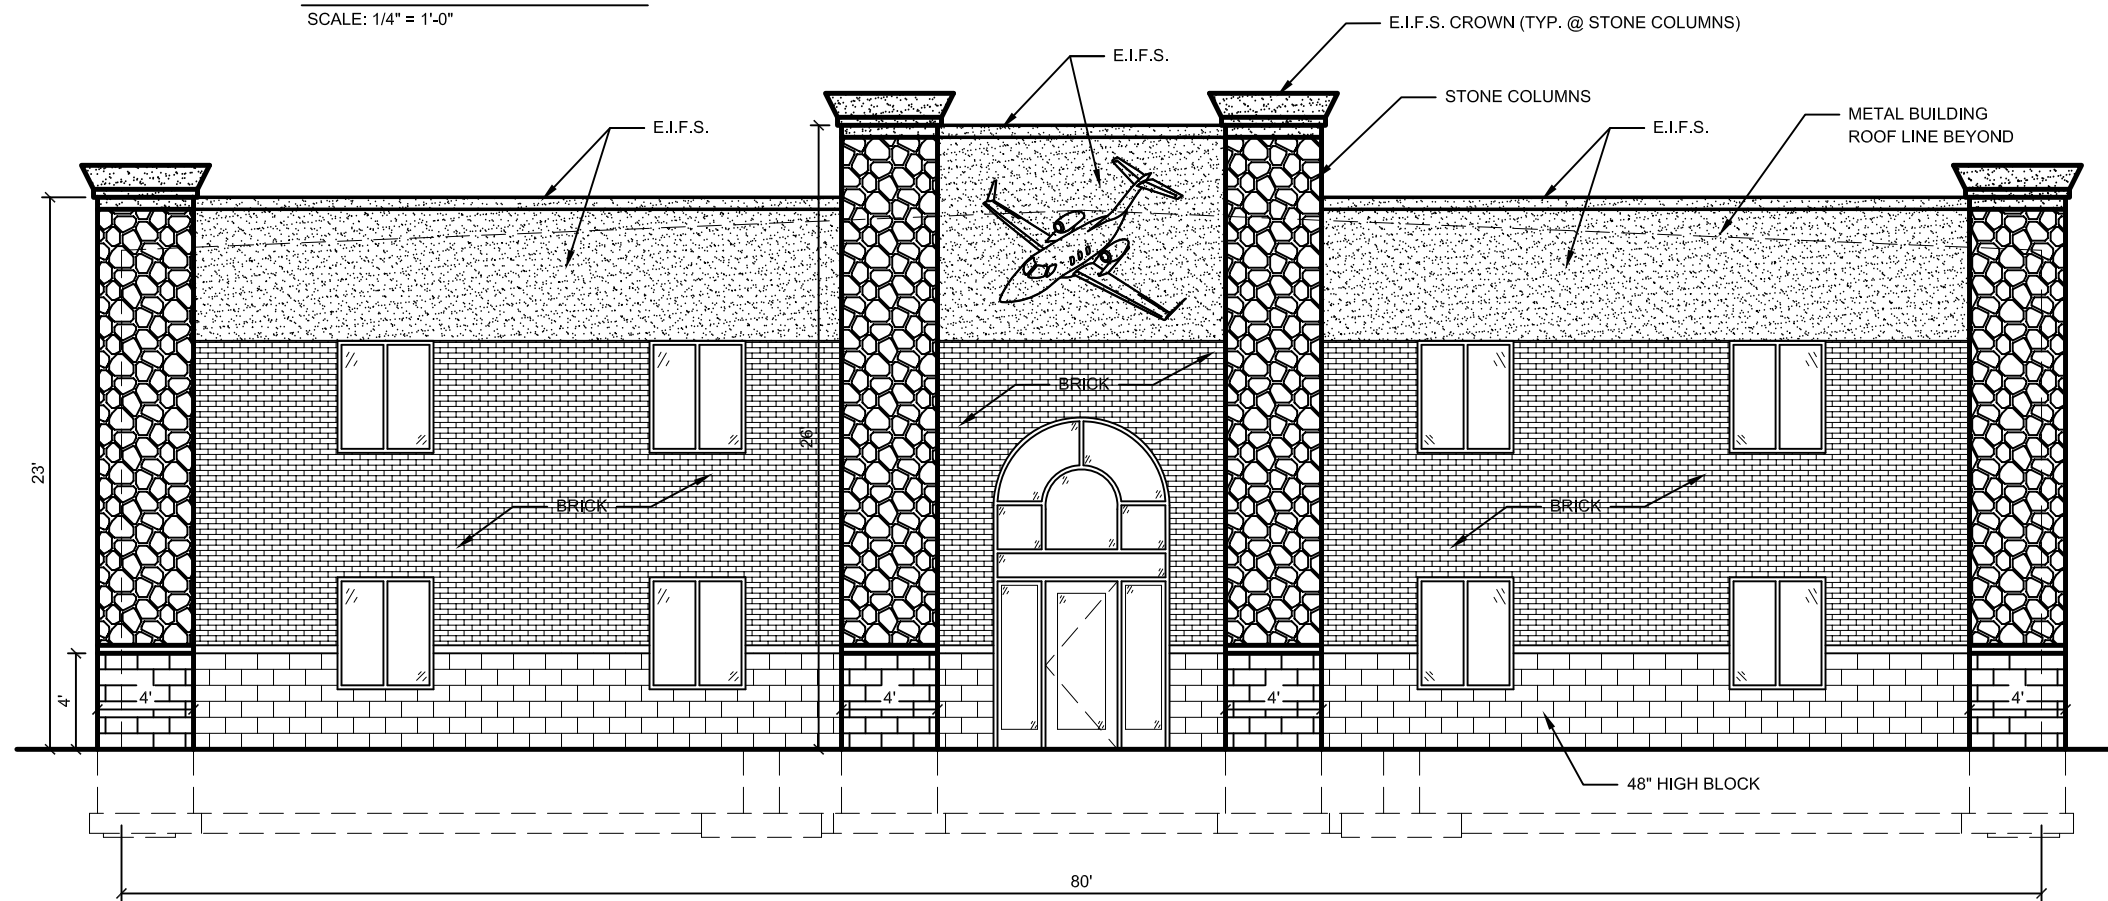 SCALE: 1/4" = 1'-0"
E.I.F.S. CROWN (TYP. @ STONE COLUMNS)
E.I.F.S.
STONE COLUMNS
E.I.F.S.
E.I.F.S.
METAL BUILDING
ROOF LINE BEYOND
BRICK
26'
23'
BRICK
BRICK
4'
4'
4'
4'
4'
48" HIGH BLOCK
80'